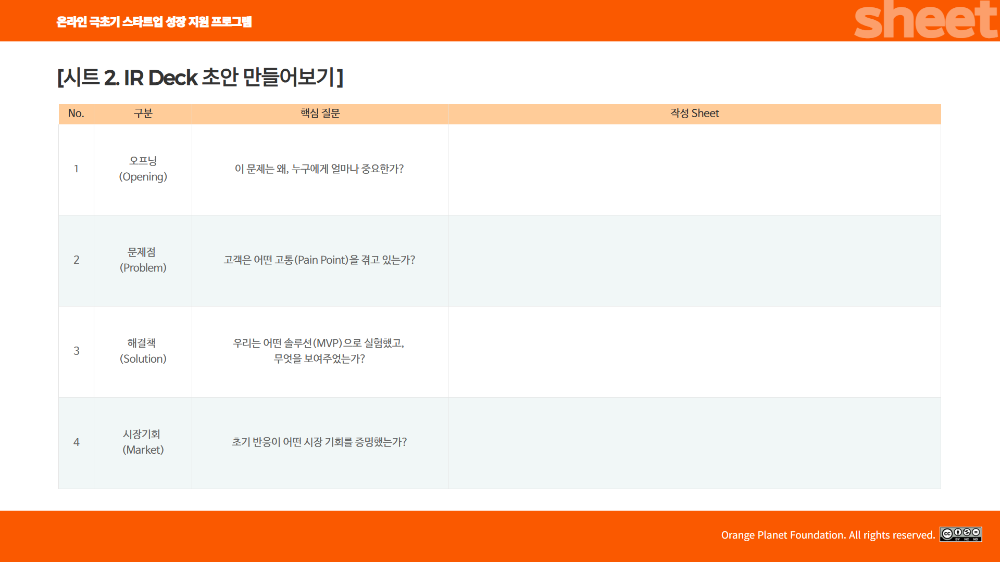 온라인 극초기 스타트업 성장 지원 프로그램
sheet
[시트 2. IR Deck 초안 만들어보기]
No.
구분
핵심 질문
작성 Sheet
1
오프닝
(Opening)
이 문제는 왜, 누구에게 얼마나 중요한가?
2
문제점
(Problem)
고객은 어떤 고통(Pain Point)을 겪고 있는가?
3
해결책
(Solution)
우리는 어떤 솔루션(MVP)으로 실험했고,
무엇을 보여주었는가?
4
시장기회
(Market)
초기 반응이 어떤 시장 기회를 증명했는가?
Orange Planet Foundation. All rights reserved.
cc
BY NC ND